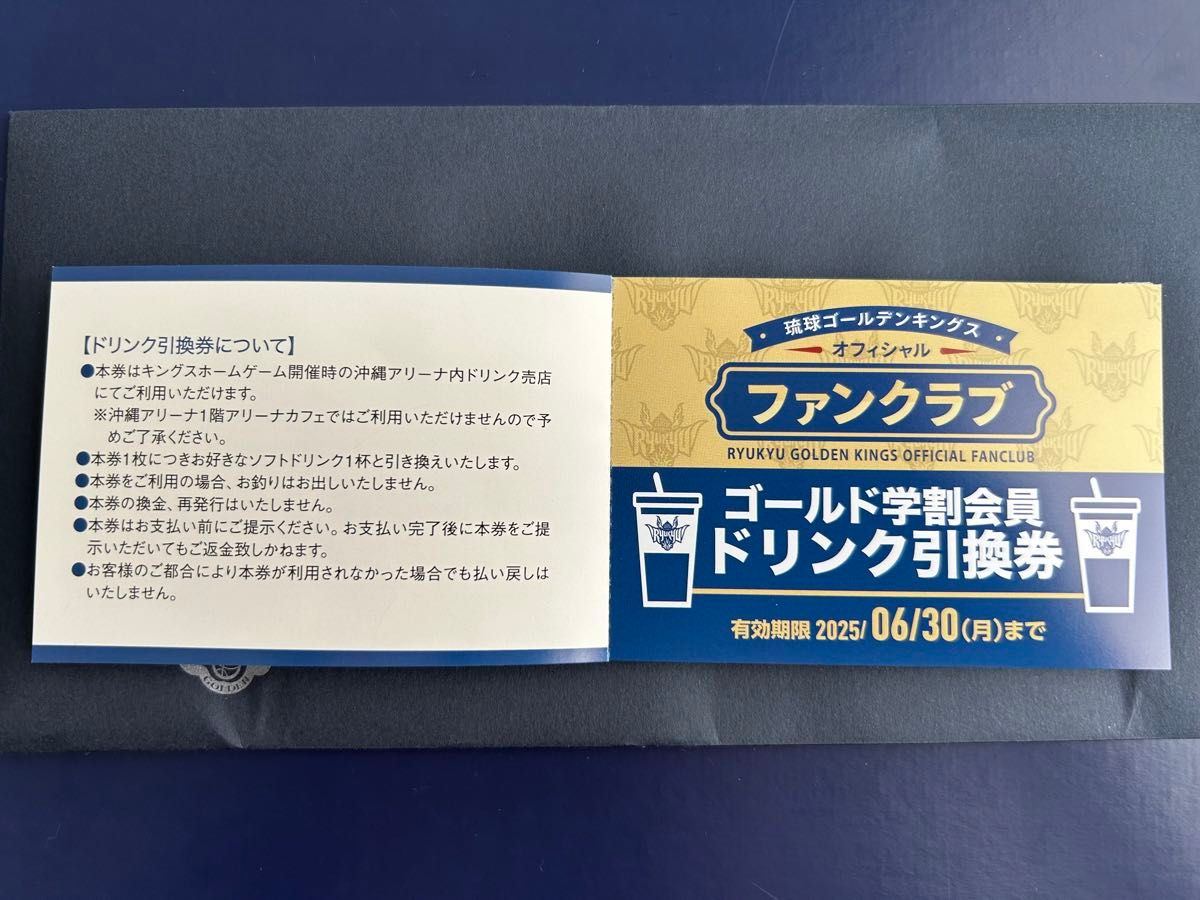 【ドリンク引換券について】
●本券はキングスホームゲーム開催時の沖縄アリーナ内ドリンク売店
にてご利用いただけます。
※沖縄アリーナ1階アリーナカフェではご利用いただけませんので予
めご了承ください。
●本券1枚につきお好きなソフトドリンク1杯と引き換えいたします。
●本券をご利用の場合、お釣りはお出しいたしません。
●本券の換金、再発行はいたしません。
●本券はお支払い前にご提示ください。お支払い完了後に本券をご提
示いただいてもご返金致しかねます。
●お客様のご都合により本券が利用されなかった場合でも払い戻しは
いたしません。
GOLDEN
琉球ゴールデンキングス
オフィシャル
ファンクラブ
RYUKYU GOLDEN KINGS OFFICIAL FANCLUB
ゴールド学割会員
ドリンク引換券
RYUKYU
RYUKYU
有効期限 2025/ 06/30(月)まで